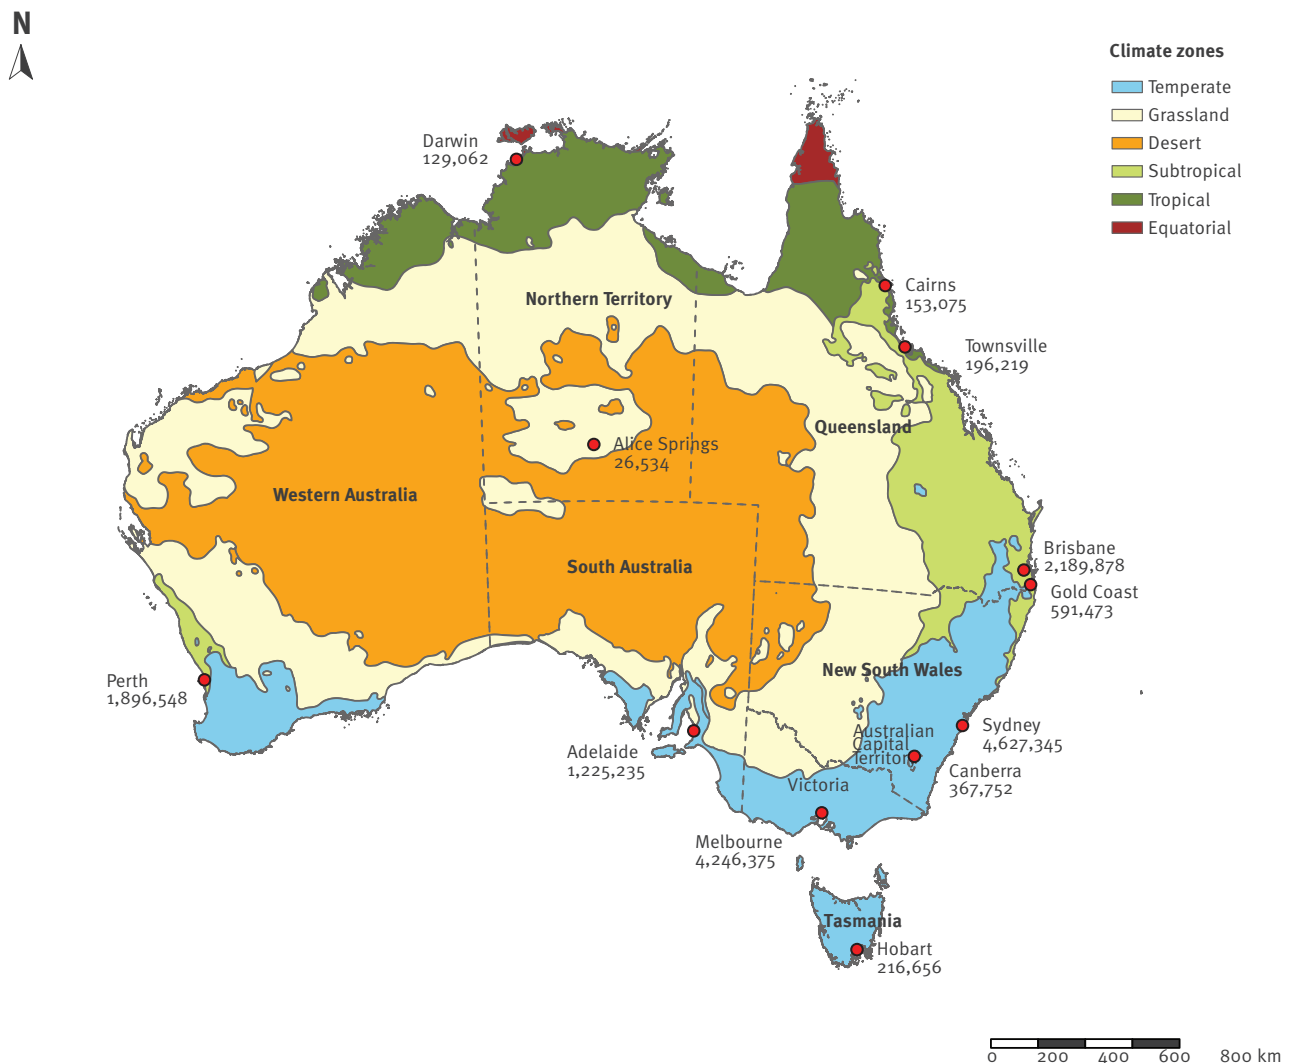 N
Climate zones
Temperate
Grassland
Desert
Subtropical
Tropical
Equatorial
Darwin
129,062
Cairns
153,075
Northern Territory
Townsville
196,219
Queensland
Alice Springs
26,534
Western Australia
Brisbane
2,189,878
South Australia
Gold Coast
591,473
New South Wales
Perth
1,896,548
Sydney
4,627,345
Australian
Capital
Territory
Adelaide
1,225,235
Canberra
367,752
Victoria
Melbourne
4,246,375
Tasmania
Hobart
216,656
0 200 400 600 800 km